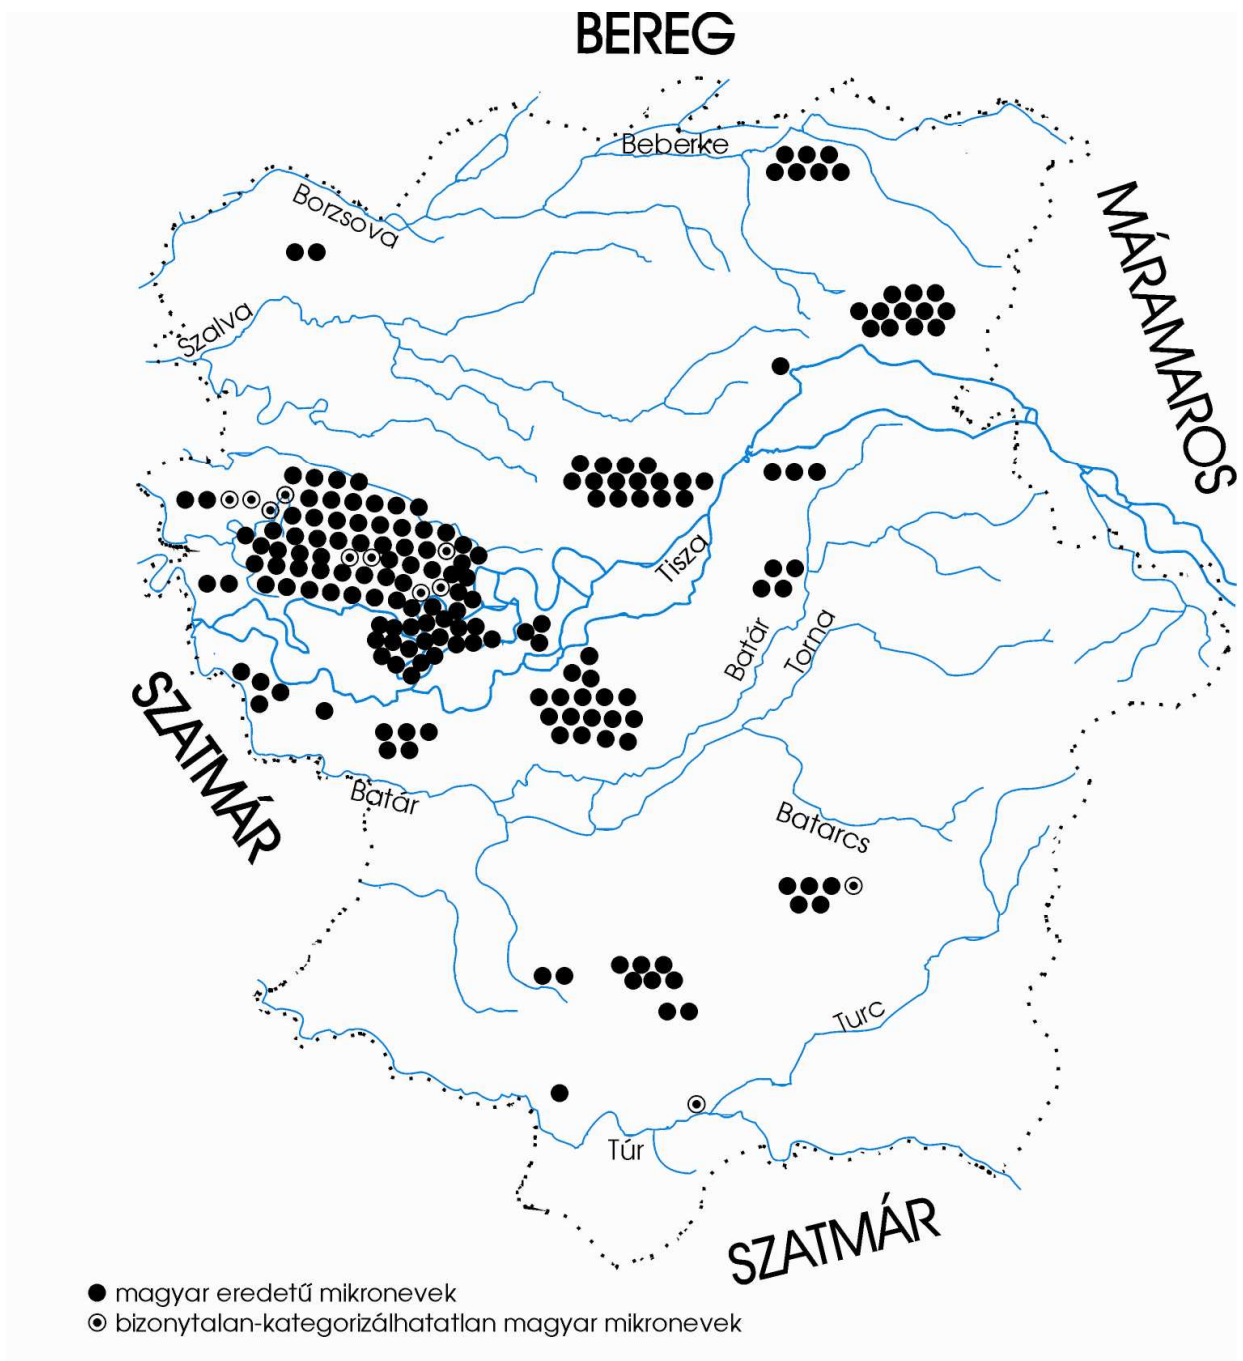 BEREG
Beberke
Borzsova
MÁRAMAROS
Szalva
Tisza
Batár
Torna
SZATMÁR
Batár
Batarcs
Turc
Túr
SZATMÁR
magyar eredetű mikronevek
bizonytalan-kategorizálhatatlan magyar mikronevek